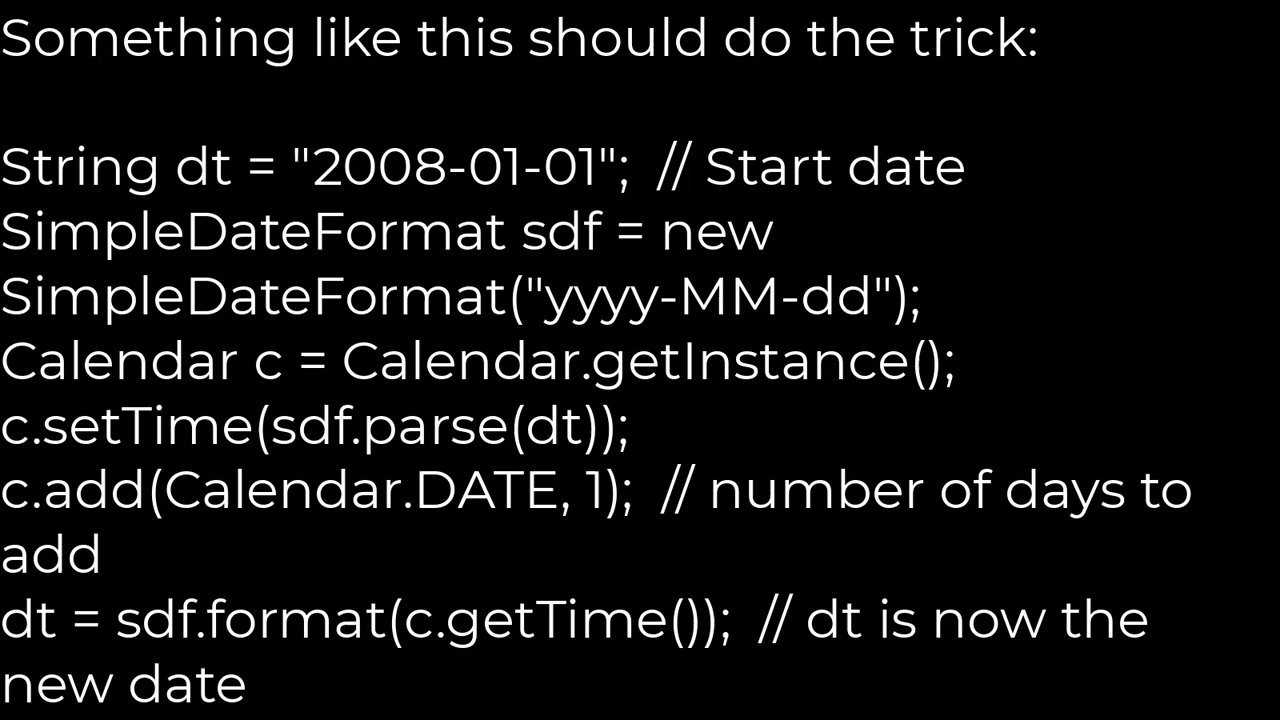 Something like this should do the trick:
String dt = "2008-01-01";  // Start date
SimpleDateFormat sdf = new
SimpleDateFormat("yyyy-MM-dd");
Calendar c = Calendar.getInstance();
c.setTime(sdf.parse(dt));
c.add(Calendar.DATE, 1);  // number of days to
add
dt = sdf.format(c.getTime());  // dt is now the
new date